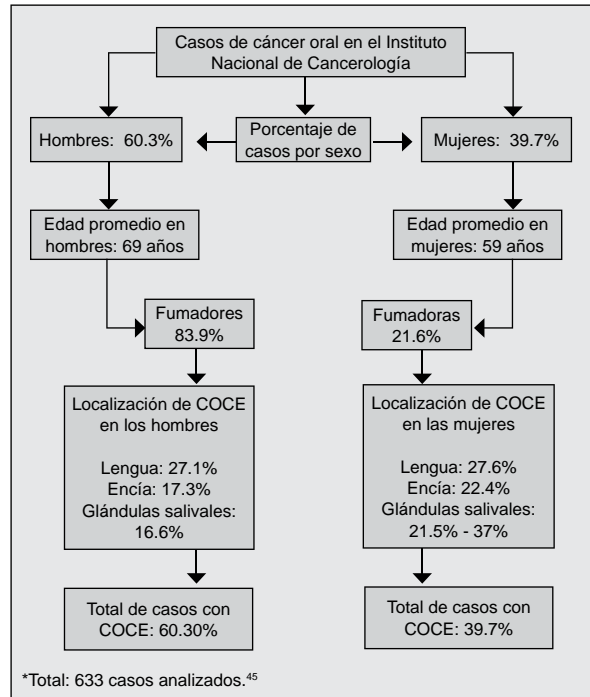 Casos de cáncer oral en el Instituto
Nacional de Cancerología
Hombres: 60.3%
Porcentaje de
casos por sexo
Mujeres: 39.7%
Edad promedio en
hombres: 69 años
Edad promedio en
mujeres: 59 años
Fumadores
83.9%
Fumadoras
21.6%
Localización de COCE
en los hombres
Lengua: 27.1%
Encía: 17.3%
Glándulas salivales:
16.6%
Localización de COCE
en las mujeres
Lengua: 27.6%
Encía: 22.4%
Glándulas salivales:
21.5% - 37%
Total de casos con
COCE: 60.30%
Total de casos con
COCE: 39.7%
*Total: 633 casos analizados.⁴⁵